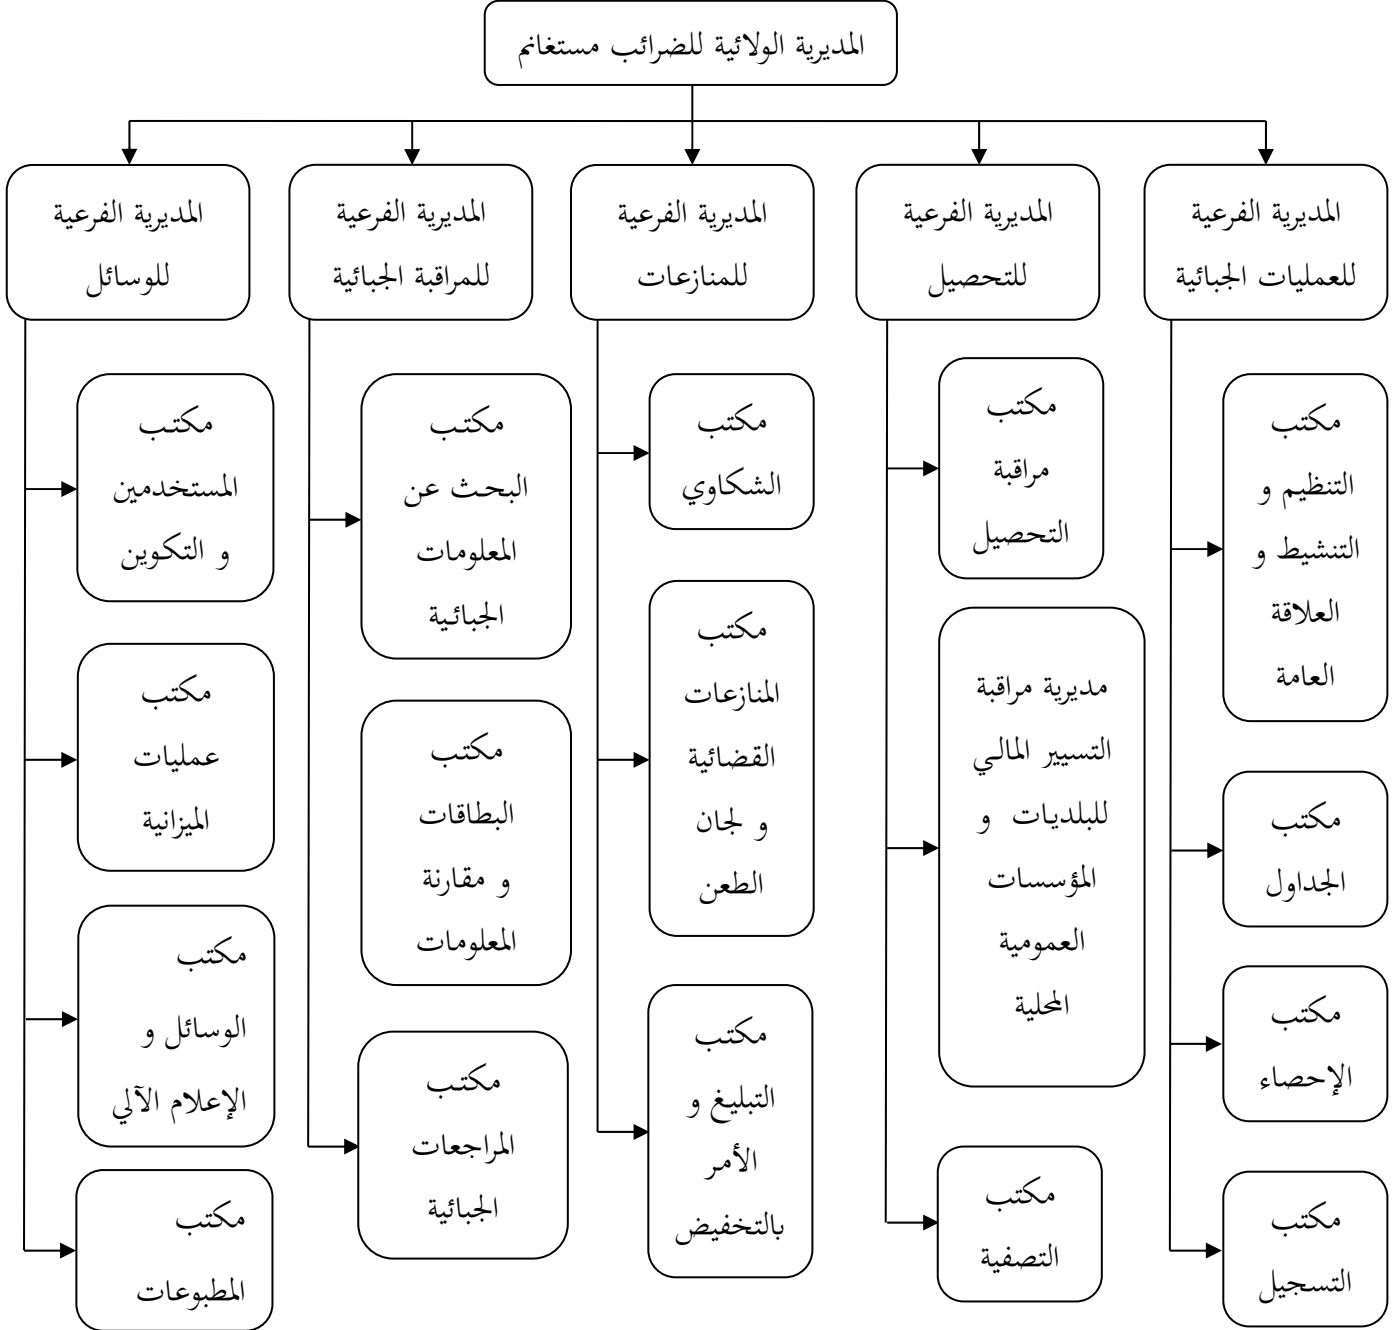 المديرية الولائية للضرائب مستغانم
المديرية الفرعية
للعمليات الجبائية
المديرية الفرعية
للتحصيل
المديرية الفرعية
للمنازعات
المديرية الفرعية
للمراقبة الجبائية
المديرية الفرعية
للوسائل
مكتب
التنظيم و
التنشيط و
العلاقة
العامة
مكتب
الجداول
مكتب
الإحصاء
مكتب
التسجيل
مكتب
مراقبة
التحصيل
مديرية مراقبة
التسيير المالي
للبلديات و
المؤسسات
العمومية
المحلية
مكتب
التصفية
مكتب
الشكاوي
مكتب
المنازعات
القضائية
و لجان
الطعن
مكتب
التبليغ و
الأمر
بالتخفيض
مكتب
البحث عن
المعلومات
الجبائية
مكتب
البطاقات
و مقارنة
المعلومات
مكتب
المراجعات
الجبائية
مكتب
المستخدمين
و التكوين
مكتب
عمليات
الميزانية
مكتب
الوسائل و
الإعلام الآلي
مكتب
المطبوعات